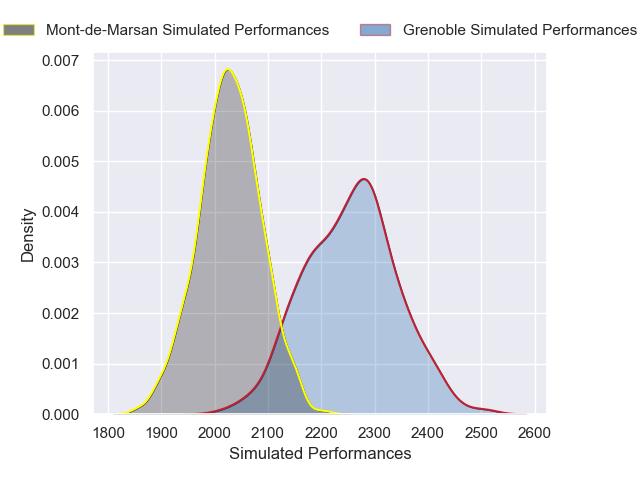 Mont-de-Marsan Simulated Performances Grenoble Simulated Performances
0.007
0.006
0.005
0.004
0.003
0.002
0.001
0.000
Density
1800 1900 2000 2100 2200 2300 2400 2500 2600
Simulated Performances